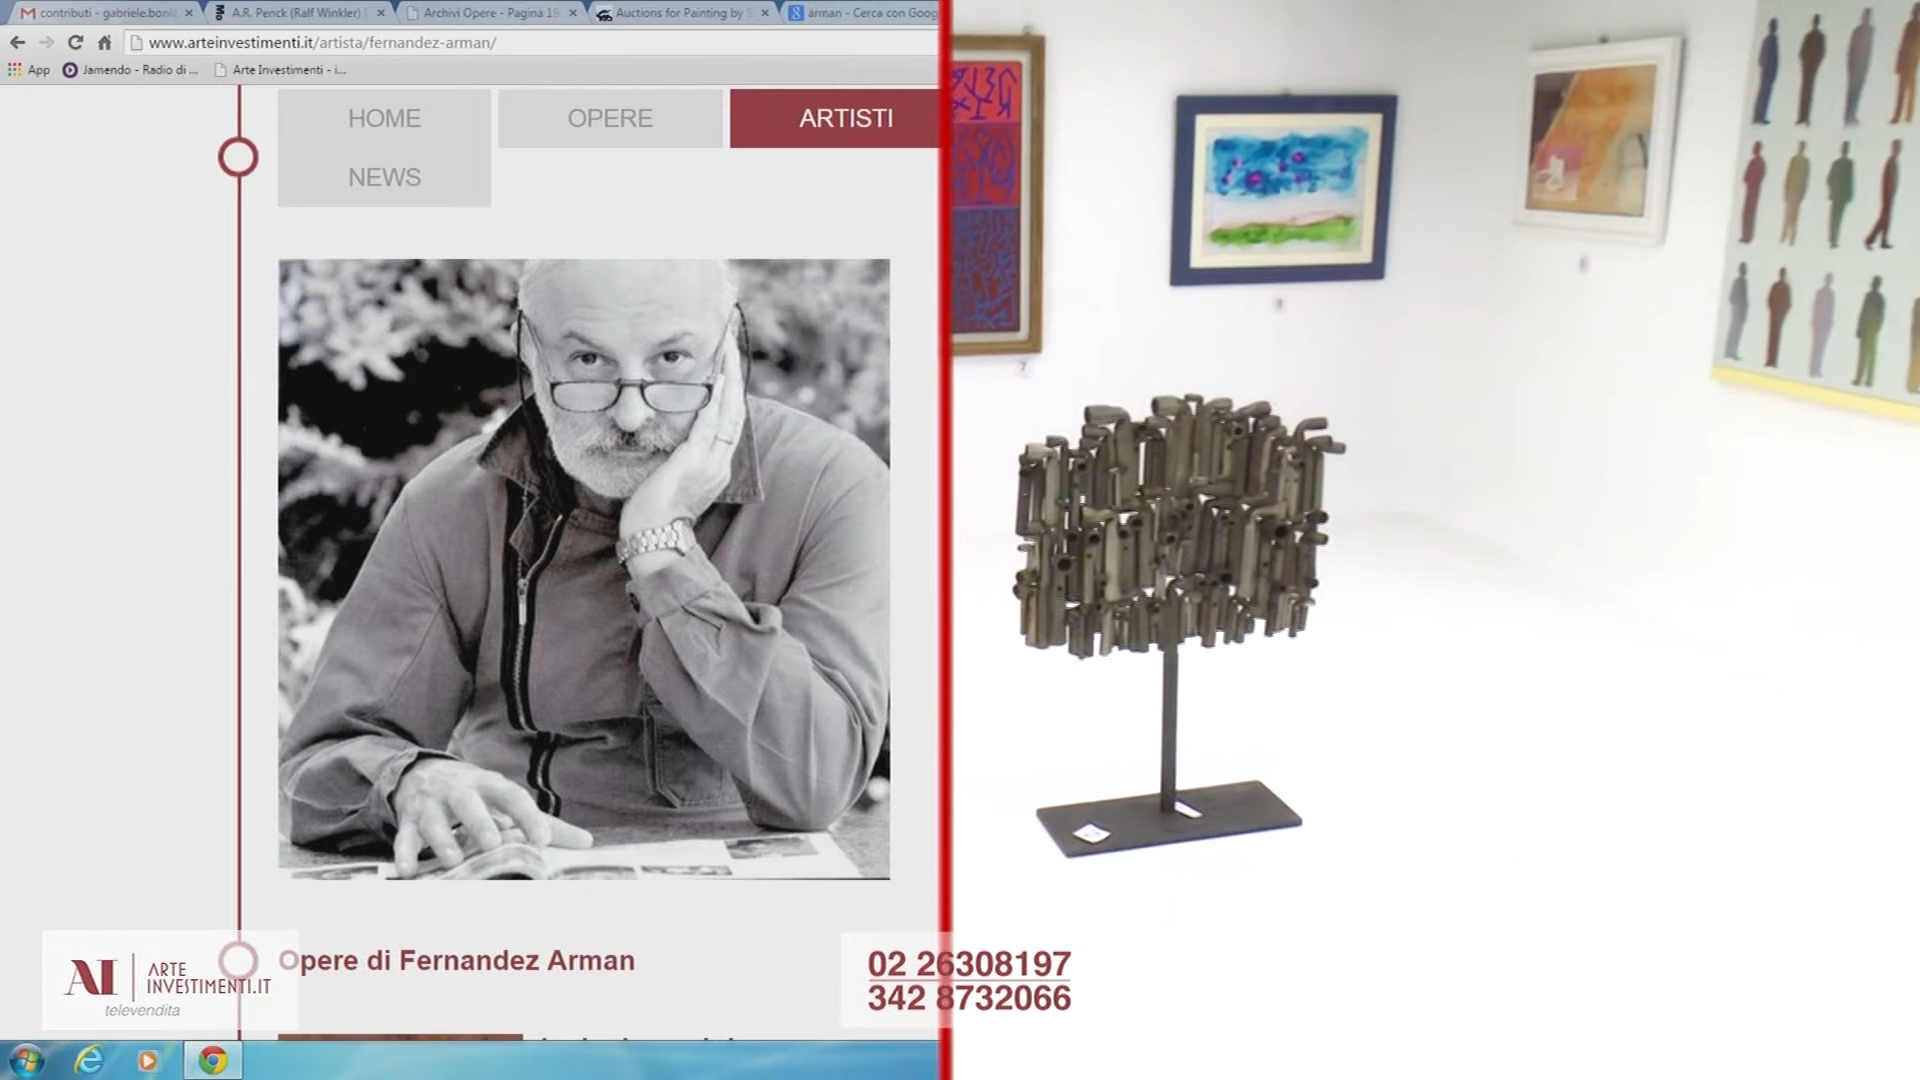 contributi - gabriele.boni
A.R. Penck (Ralf Winkler) |
Archivi Opere - Pagina 19
Auctions for Painting by S
arman - Cerca con Goog
www.arteinvestimenti.it/artista/fernandez-arman/
App
Jamendo - Radio di ...
Arte Investimenti - i...
HOME
OPERE
ARTISTI
NEWS
Opere di Fernandez Arman
AI
ARTE
INVESTIMENTI.IT
televendita
02 26308197
342 8732066